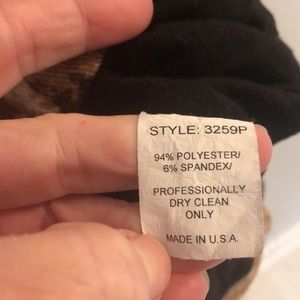 STYLE: 3259P
94% POLYESTER/
6% SPANDEX/
PROFESSIONALLY
DRY CLEAN
ONLY
MADE IN U.S.A.